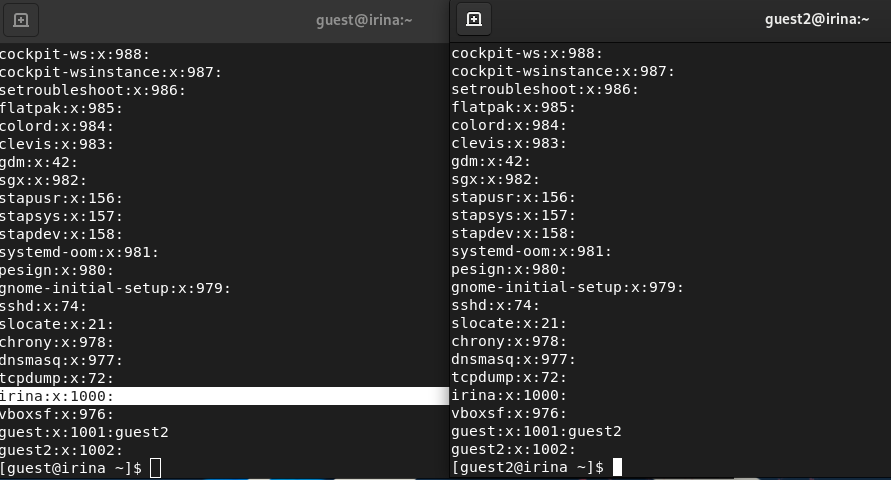 guest@irina:~
cockpit-ws:x:988:
cockpit-wsinstance:x:987:
setroubleshoot:x:986:
flatpak:x:985:
colord:x:984:
clevis:x:983:
gdm:x:42:
sgx:x:982:
stapusr:x:156:
stapsys:x:157:
stapdev:x:158:
systemd-oom:x:981:
pesign:x:980:
gnome-initial-setup:x:979:
sshd:x:74:
slocate:x:21:
chrony:x:978:
dnsmasq:x:977:
tcpdump:x:72:
irina:x:1000:
vboxsf:x:976:
guest:x:1001:guest2
guest2:x:1002:
[guest@irina ~]$
guest2@irina:~
cockpit-ws:x:988:
cockpit-wsinstance:x:987:
setroubleshoot:x:986:
flatpak:x:985:
colord:x:984:
clevis:x:983:
gdm:x:42:
sgx:x:982:
stapusr:x:156:
stapsys:x:157:
stapdev:x:158:
systemd-oom:x:981:
pesign:x:980:
gnome-initial-setup:x:979:
sshd:x:74:
slocate:x:21:
chrony:x:978:
dnsmasq:x:977:
tcpdump:x:72:
irina:x:1000:
vboxsf:x:976:
guest:x:1001:guest2
guest2:x:1002:
[guest2@irina ~]$